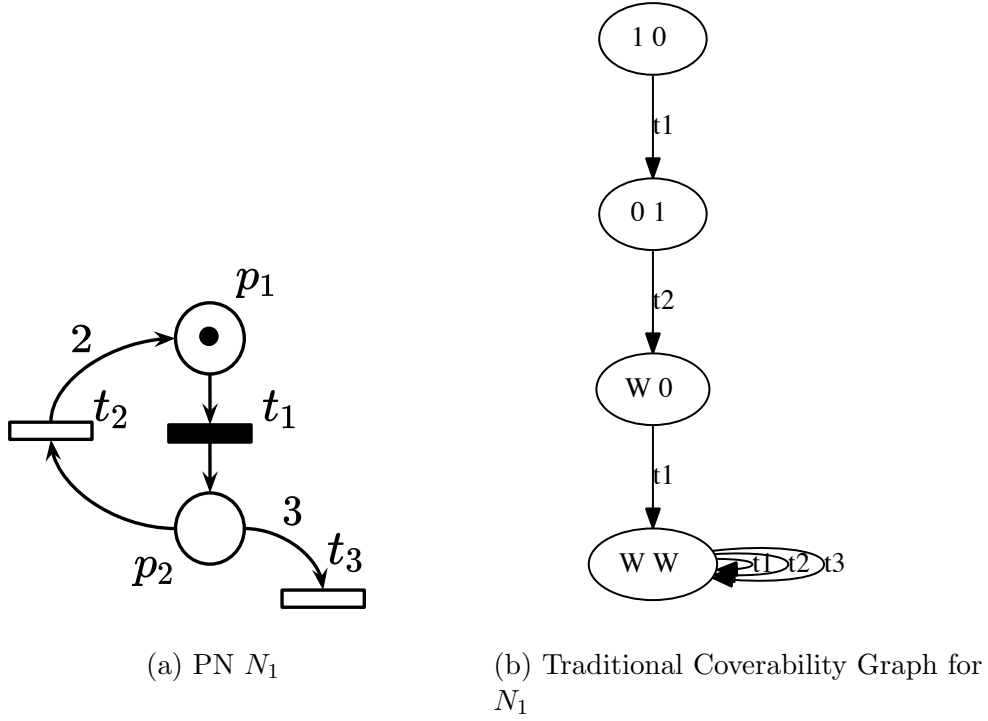 1 0
t1
0 1
t2
W 0
t1
W W
t1 t2 t3
p₁
2
t₂
t₁
3
p₂
t₃
(a) PN N₁
(b) Traditional Coverability Graph for
N₁